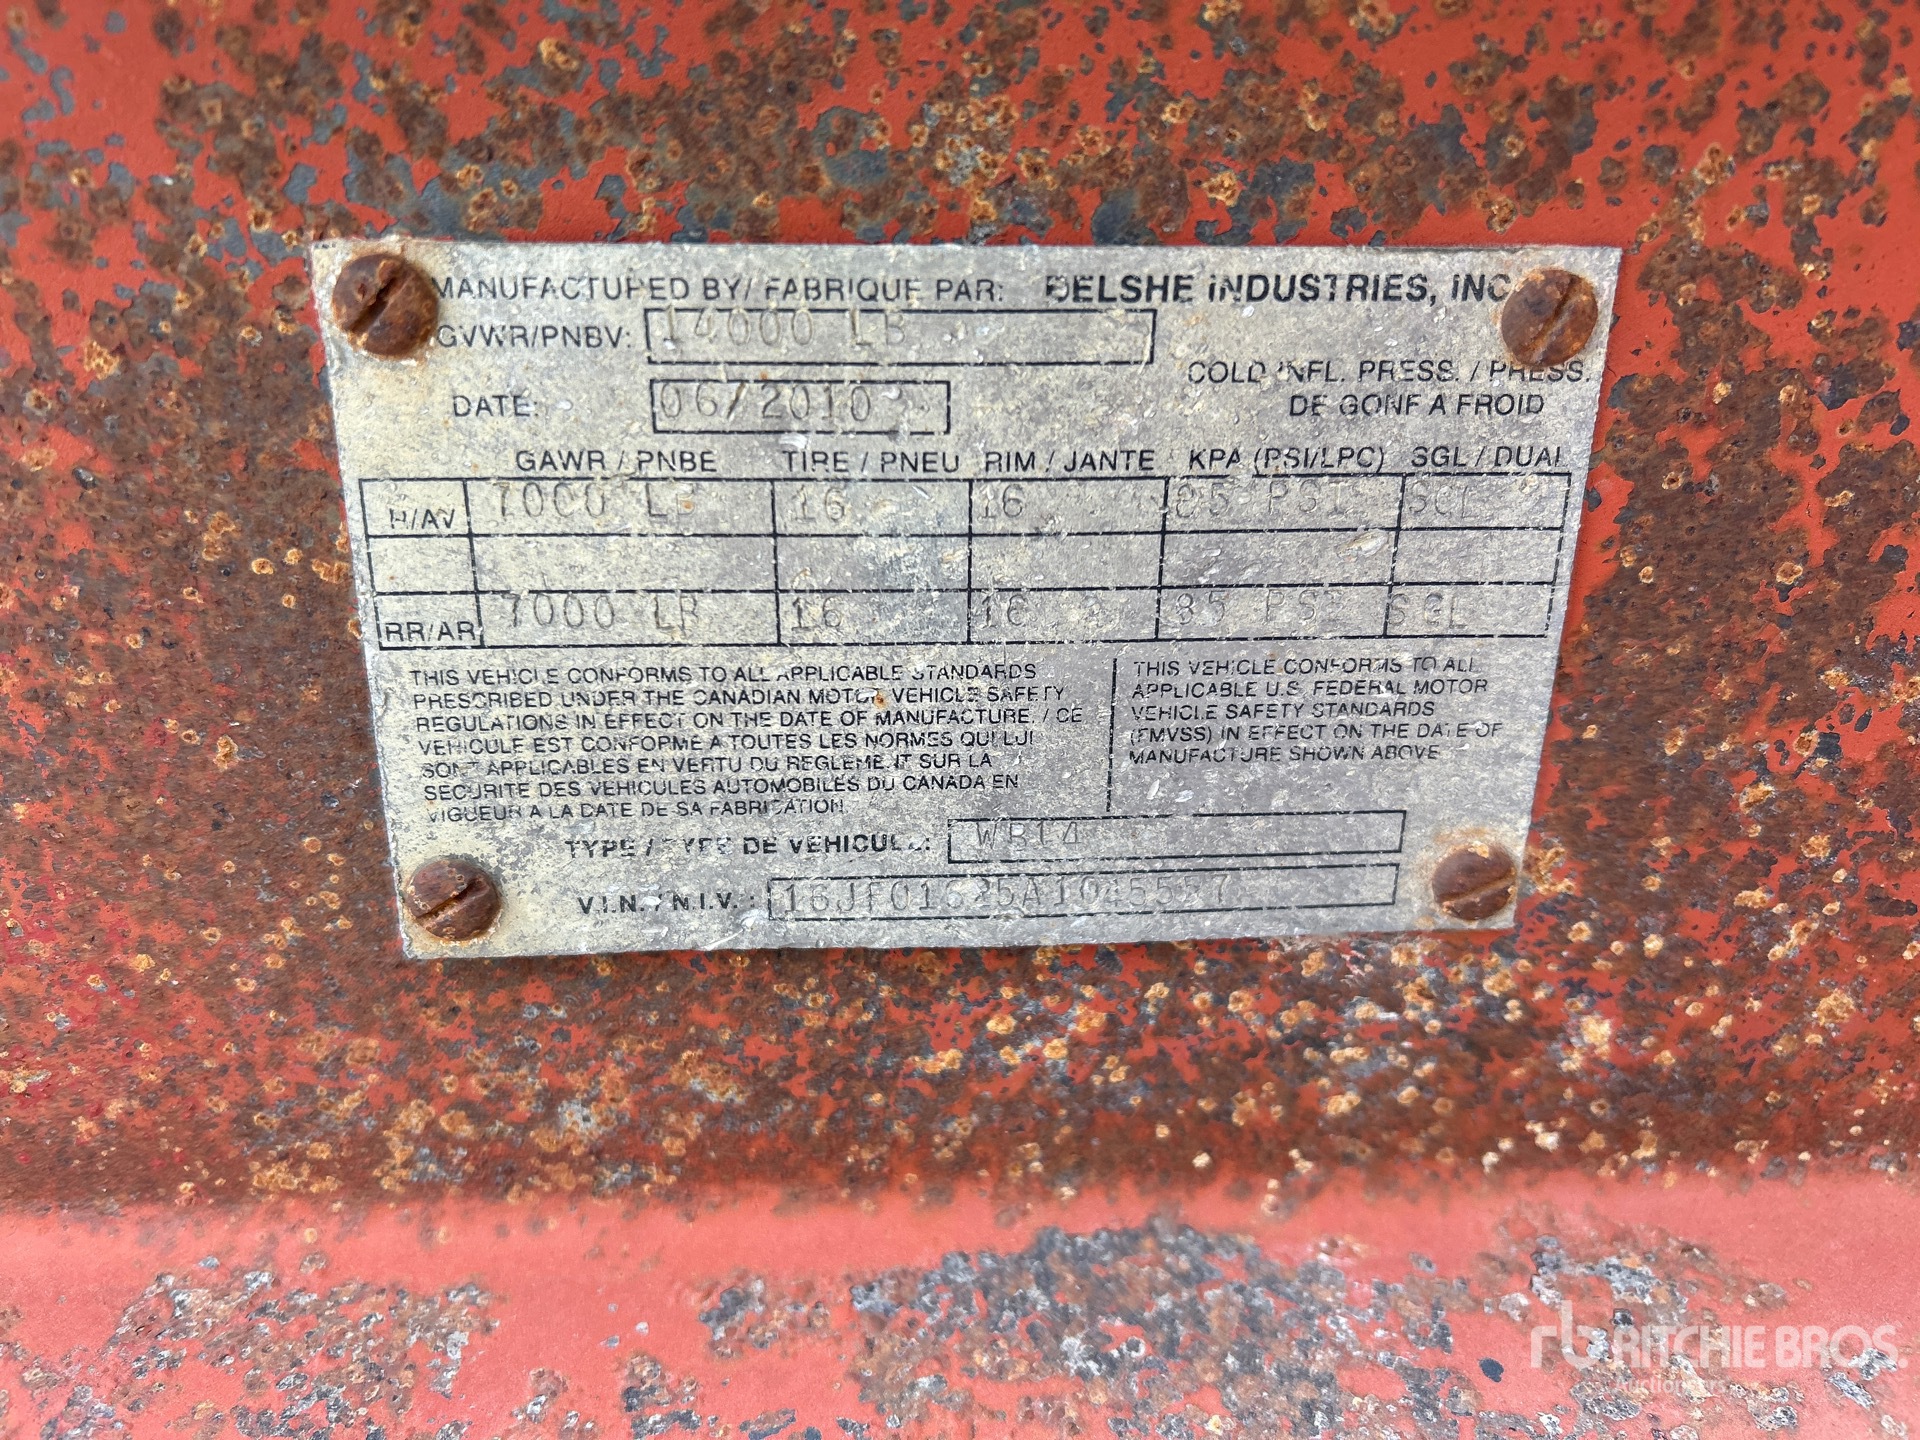 MANUFACTURED BY / FABRIQUE PAR: BELSHE INDUSTRIES, INC
GVWR/PNBV: 14000 LB
COLD INFL. PRESS. / PRESS.
DATE: 06/2010
DE GONF A FROID
GAWR / PNBE TIRE / PNEU RIM / JANTE KPA (PSI/LPC) SGL / DUAL
/AV 7000 LB 16 16 85 PSI SGL
RR/AR 7000 LB 16 16 85 PSI SGL
THIS VEHICLE CONFORMS TO ALL APPLICABLE STANDARDS
PRESCRIBED UNDER THE CANADIAN MOTOR VEHICLE SAFETY
REGULATIONS IN EFFECT ON THE DATE OF MANUFACTURE. / CE
VEHICULE EST CONFORME A TOUTES LES NORMES QUI LUI
SONT APPLICABLES EN VERTU DU REGLEMENT SUR LA
SECURITE DES VEHICULES AUTOMOBILES DU CANADA EN
VIGUEUR A LA DATE DE SA FABRICATION
THIS VEHICLE CONFORMS TO ALL
APPLICABLE U.S. FEDERAL MOTOR
VEHICLE SAFETY STANDARDS
(FMVSS) IN EFFECT ON THE DATE OF
MANUFACTURE SHOWN ABOVE
TYPE / TYPE DE VEHICULE: WB14
V.I.N. / N.I.V. :
rb RITCHIE BROS.
Auctioneers